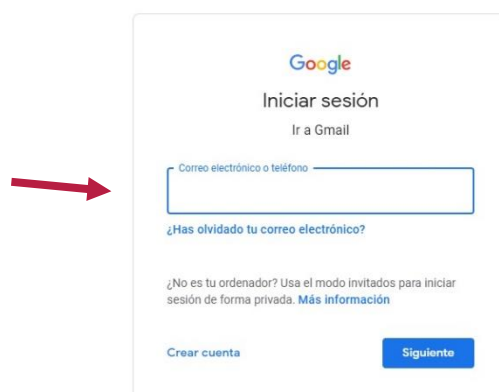 Google
Iniciar sesión
Ir a Gmail
Correo electrónico o teléfono
¿Has olvidado tu correo electrónico?
¿No es tu ordenador? Usa el modo invitados para iniciar
sesión de forma privada. Más información
Crear cuenta
Siguiente